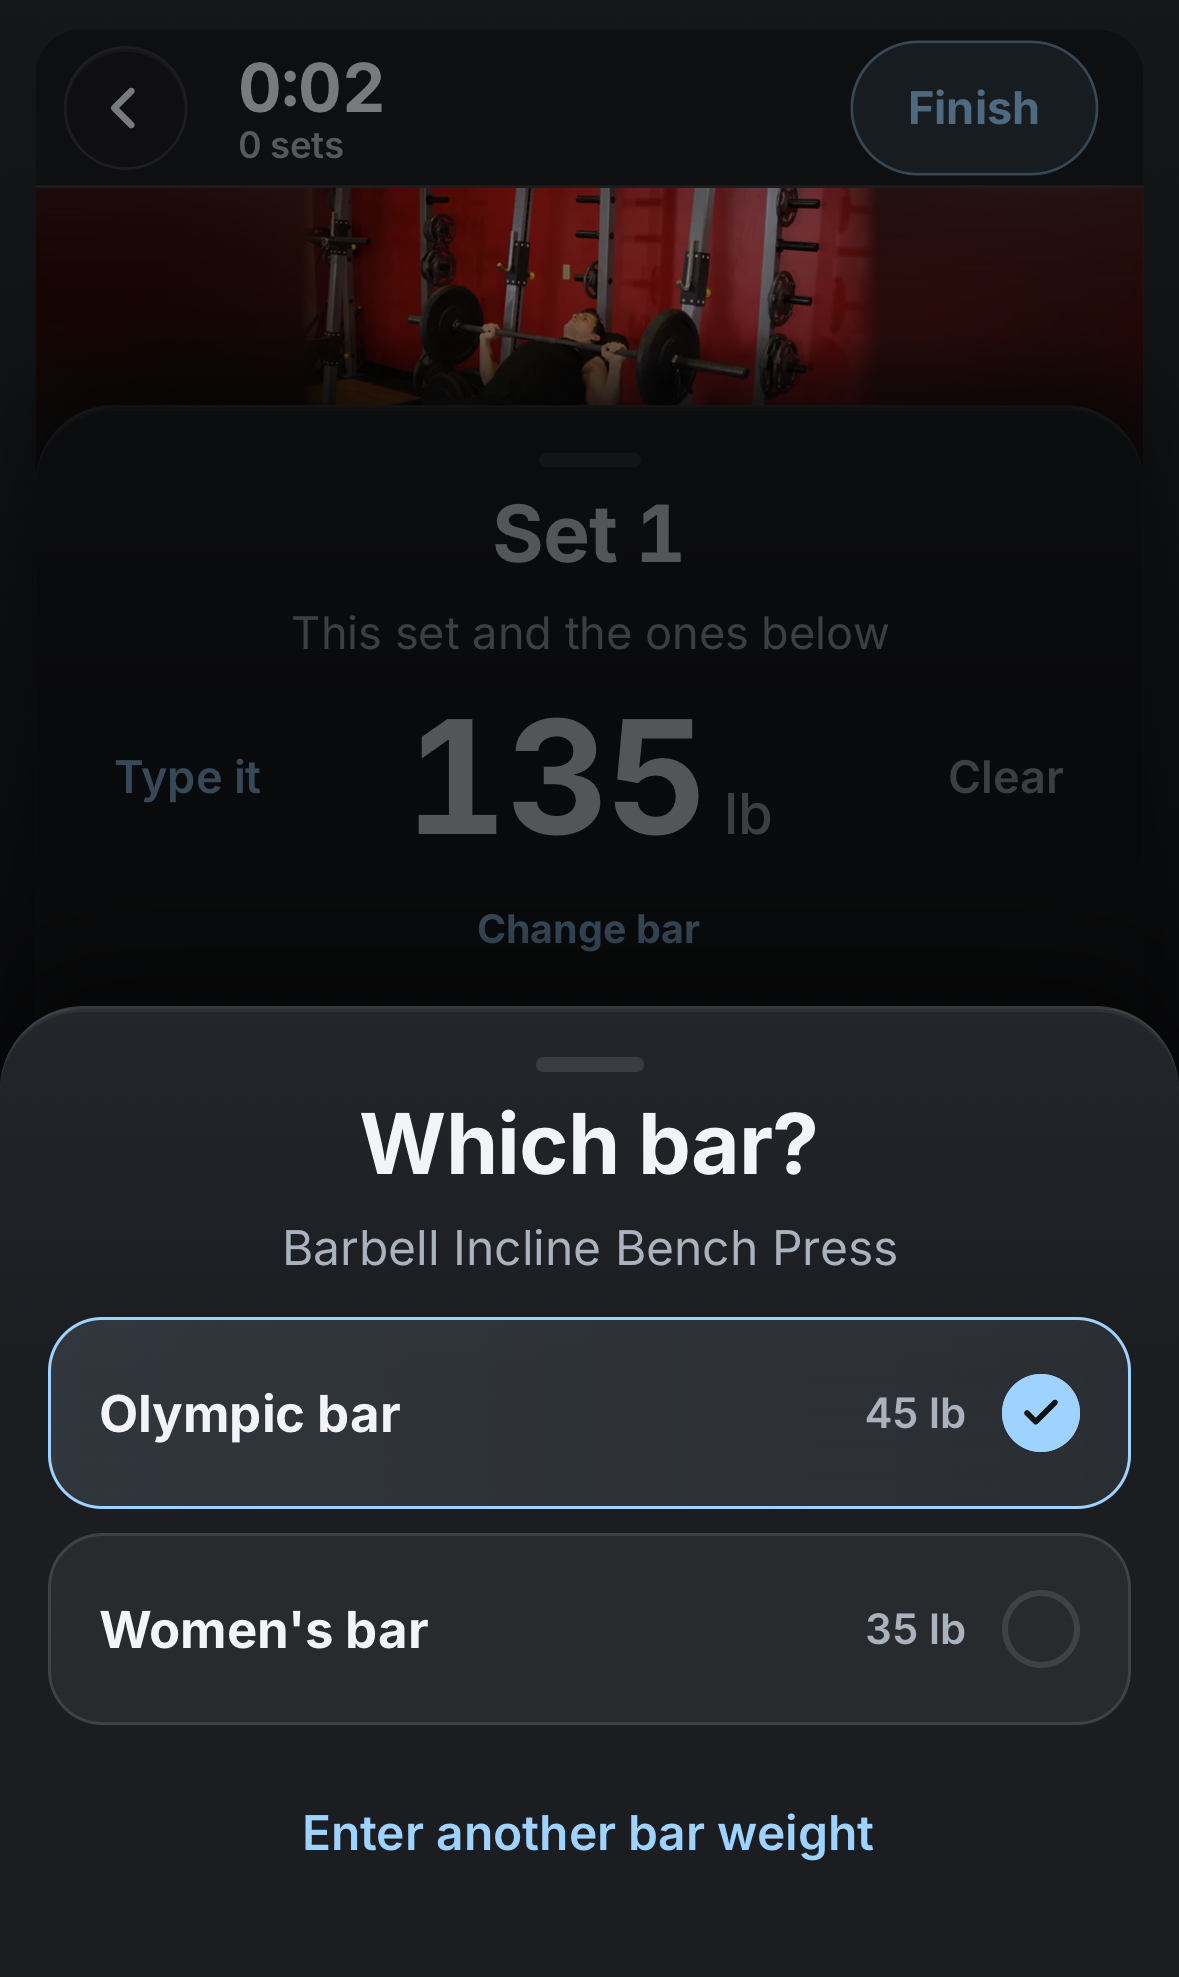 0:02
0 sets
Finish
Set 1
This set and the ones below
Type it
135 lb
Clear
Change bar
Which bar?
Barbell Incline Bench Press
Olympic bar
45 lb
Women's bar
35 lb
Enter another bar weight